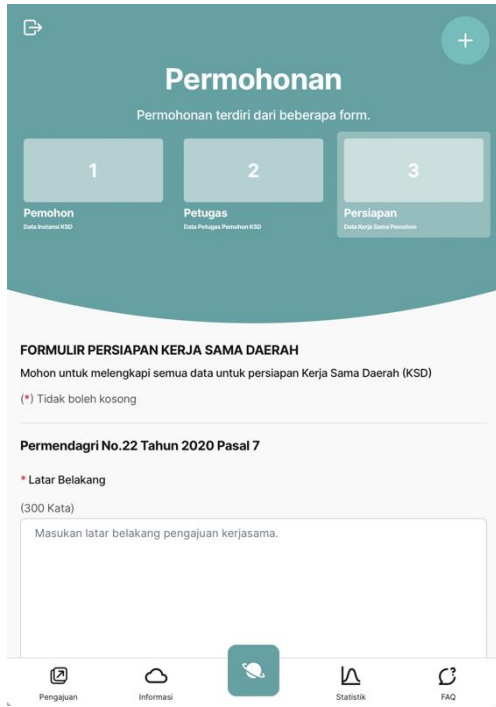 Permohonan
Permohonan terdiri dari beberapa form.
1
2
3
Pemohon
Data Instansi KSD
Petugas
Data Petugas Pemohon KSD
Persiapan
Data Kerja Sama Pemohon
FORMULIR PERSIAPAN KERJA SAMA DAERAH
Mohon untuk melengkapi semua data untuk persiapan Kerja Sama Daerah (KSD)
(*) Tidak boleh kosong
Permendagri No.22 Tahun 2020 Pasal 7
* Latar Belakang
(300 Kata)
Masukan latar belakang pengajuan kerjasama.
Pengajuan
Informasi
Statistik
FAQ